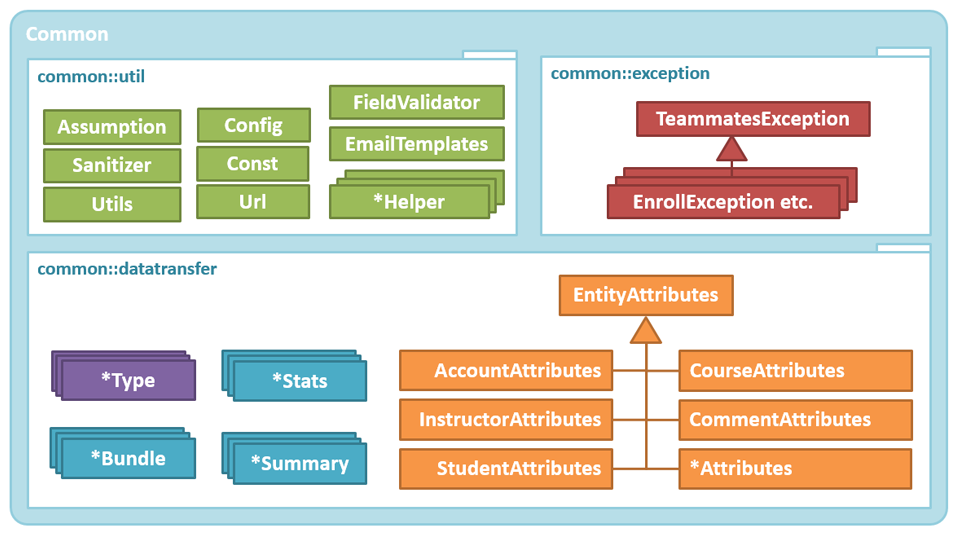 Common
common::util
Assumption
Sanitizer
Utils
Config
Const
Url
FieldValidator
EmailTemplates
*Helper
common::exception
TeammatesException
EnrollException etc.
common::datatransfer
*Type
*Stats
*Bundle
*Summary
EntityAttributes
AccountAttributes
CourseAttributes
InstructorAttributes
CommentAttributes
StudentAttributes
*Attributes